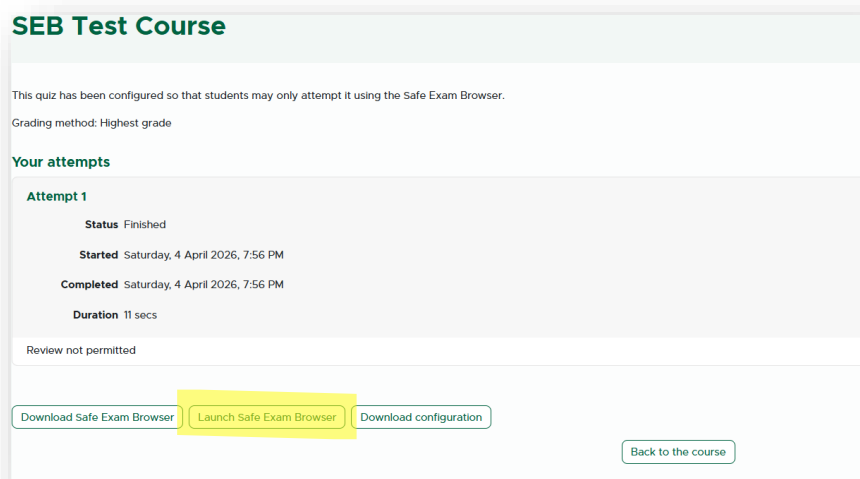 SEB Test Course
This quiz has been configured so that students may only attempt it using the Safe Exam Browser.
Grading method: Highest grade
Your attempts
Attempt 1
Status Finished
Started Saturday, 4 April 2026, 7:56 PM
Completed Saturday, 4 April 2026, 7:56 PM
Duration 11 secs
Review not permitted
Download Safe Exam Browser Launch Safe Exam Browser Download configuration
Back to the course